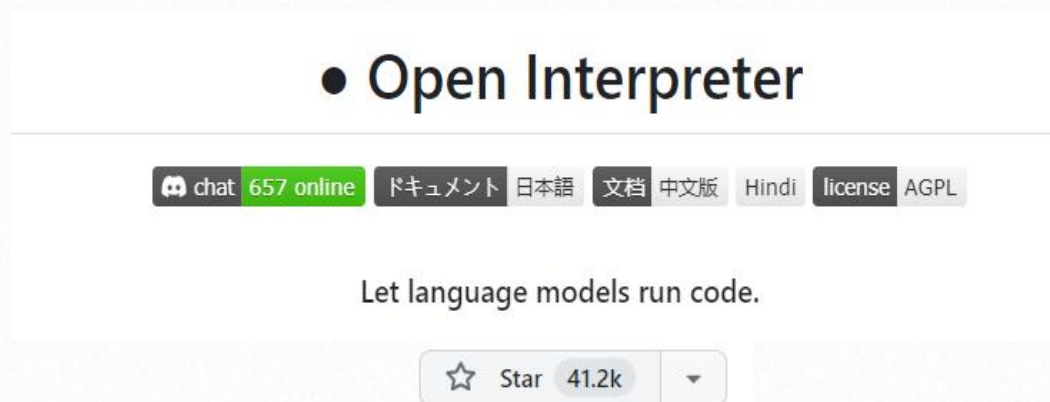 ● Open Interpreter
chat 657 online ドキュメント 日本語 文档 中文版 Hindi license AGPL
Let language models run code.
Star 41.2k